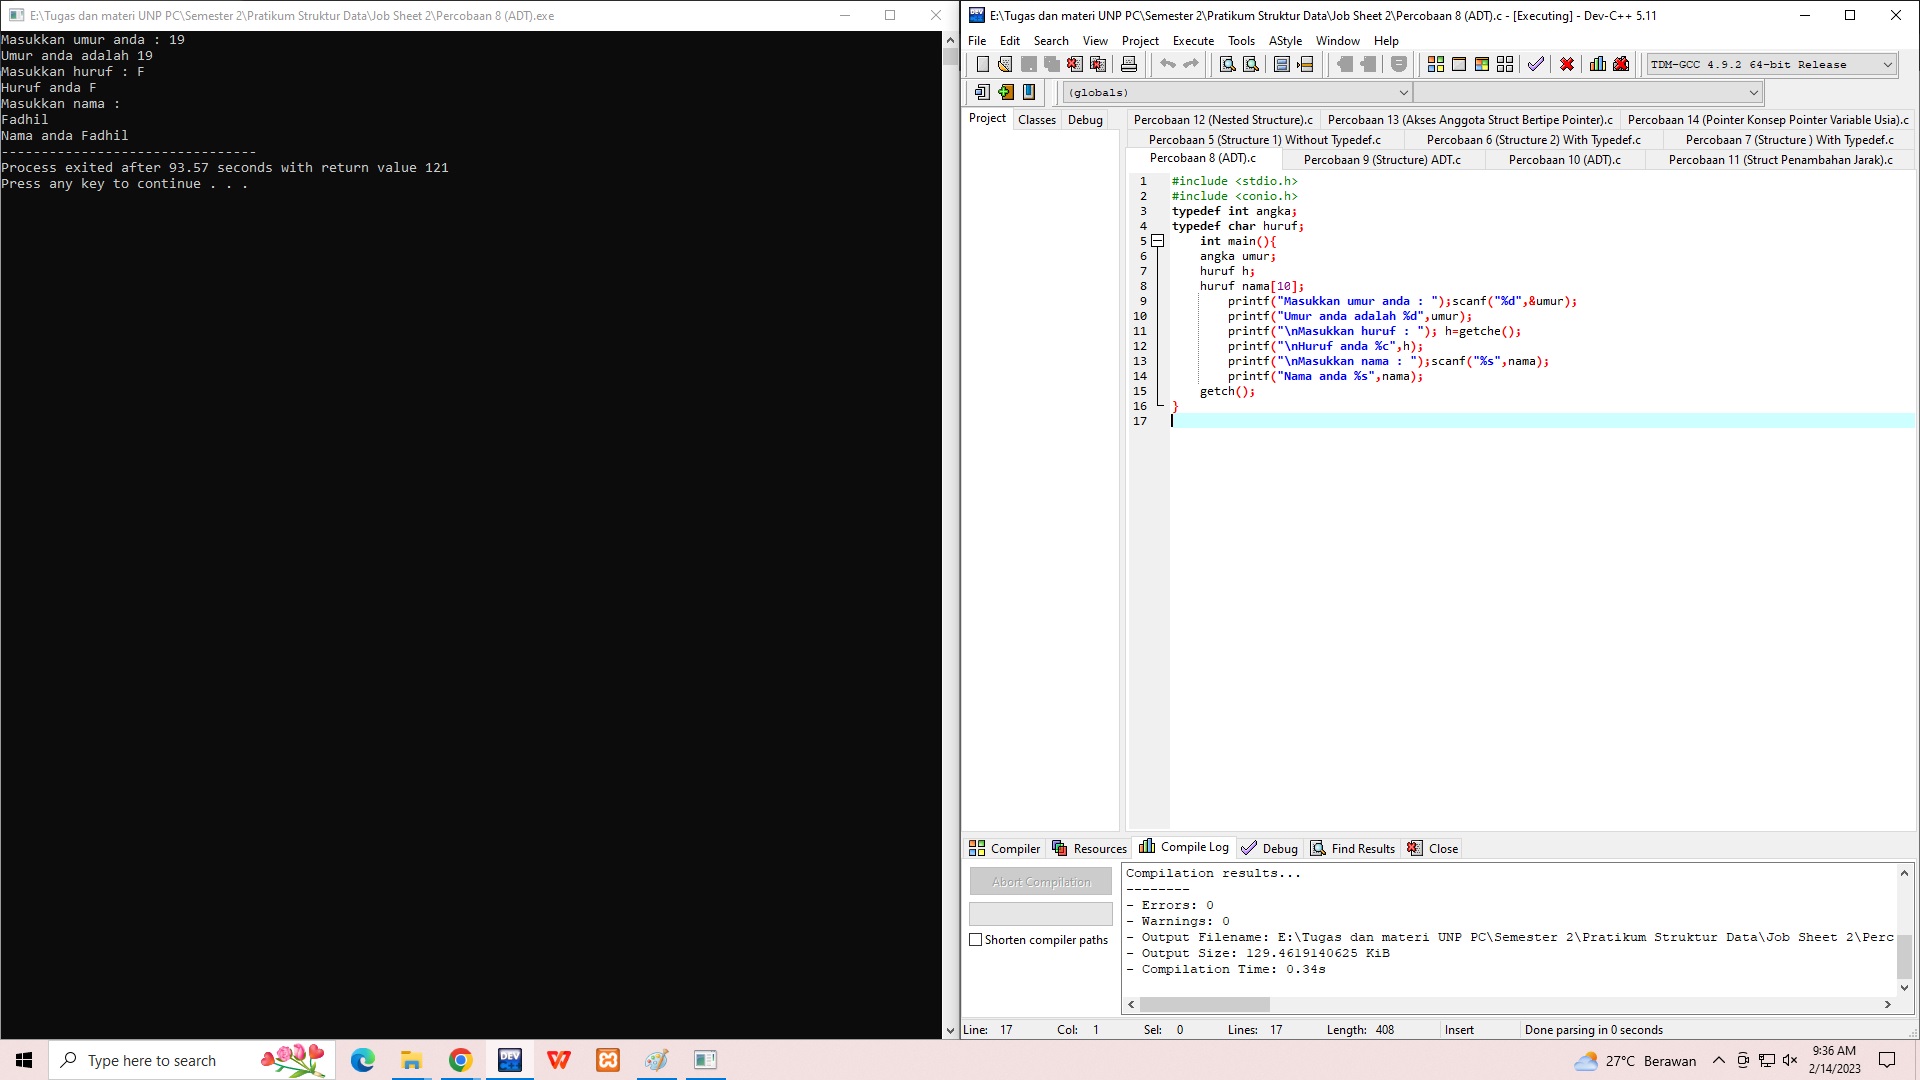 E:\Tugas dan materi UNP PC\Semester 2\Pratikum Struktur Data\Job Sheet 2\Percobaan 8 (ADT).exe
Masukkan umur anda : 19
Umur anda adalah 19
Masukkan huruf : F
Huruf anda F
Masukkan nama :
Fadhil
Nama anda Fadhil
--------------------------------
Process exited after 93.57 seconds with return value 121
Press any key to continue . . .
E:\Tugas dan materi UNP PC\Semester 2\Pratikum Struktur Data\Job Sheet 2\Percobaan 8 (ADT).c - [Executing] - Dev-C++ 5.11
File Edit Search View Project Execute Tools AStyle Window Help
TDM-GCC 4.9.2 64-bit Release
(globals)
Project Classes Debug
Percobaan 12 (Nested Structure).c Percobaan 13 (Akses Anggota Struct Bertipe Pointer).c Percobaan 14 (Pointer Konsep Pointer Variable Usia).c
Percobaan 5 (Structure 1) Without Typedef.c Percobaan 6 (Structure 2) With Typedef.c Percobaan 7 (Structure ) With Typedef.c
Percobaan 8 (ADT).c Percobaan 9 (Structure) ADT.c Percobaan 10 (ADT).c Percobaan 11 (Struct Penambahan Jarak).c
1 #include <stdio.h>
2 #include <conio.h>
3 typedef int angka;
4 typedef char huruf;
5 int main(){
6 angka umur;
7 huruf h;
8 huruf nama[10];
9 printf("Masukkan umur anda : ");scanf("%d",&umur);
10 printf("Umur anda adalah %d",umur);
11 printf("\nMasukkan huruf : "); h=getche();
12 printf("\nHuruf anda %c",h);
13 printf("\nMasukkan nama : ");scanf("%s",nama);
14 printf("Nama anda %s",nama);
15 getch();
16 }
17
Compiler Resources Compile Log Debug Find Results Close
Abort Compilation
Shorten compiler paths
Compilation results...
--------
- Errors: 0
- Warnings: 0
- Output Filename: E:\Tugas dan materi UNP PC\Semester 2\Pratikum Struktur Data\Job Sheet 2\Perc
- Output Size: 129.4619140625 KiB
- Compilation Time: 0.34s
Line: 17 Col: 1 Sel: 0 Lines: 17 Length: 408 Insert Done parsing in 0 seconds
Type here to search
DEV
27°C Berawan
9:36 AM
2/14/2023